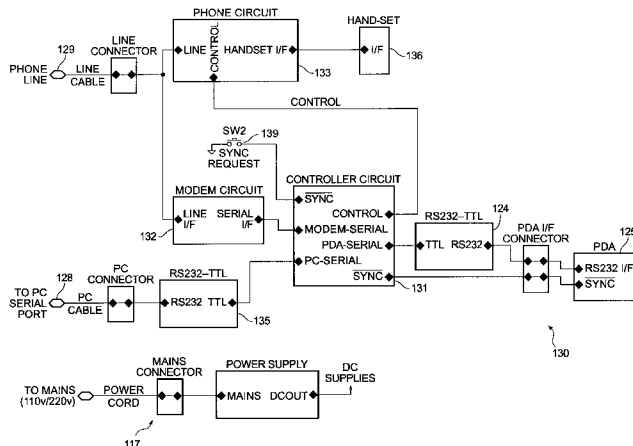 PHONE CIRCUIT
HAND-SET
LINE
CONNECTOR
129
PHONE
LINE
LINE
CABLE
LINE
HANDSET I/F
CONTROL
133
I/F
136
CONTROL
SW2
139
SYNC
REQUEST
CONTROLLER CIRCUIT
MODEM CIRCUIT
SYNC
CONTROL
LINE
I/F
SERIAL
I/F
132
MODEM-SERIAL
PDA-SERIAL
PC-SERIAL
SYNC
131
RS232-TTL
124
TTL
RS232
PDA I/F
CONNECTOR
125
PDA
RS232 I/F
SYNC
130
128
TO PC
SERIAL
PORT
PC
CABLE
PC
CONNECTOR
RS232-TTL
RS232
TTL
135
MAINS
CONNECTOR
POWER SUPPLY
DC
SUPPLIES
TO MAINS
(110v/220v)
POWER
CORD
MAINS
DCOUT
117